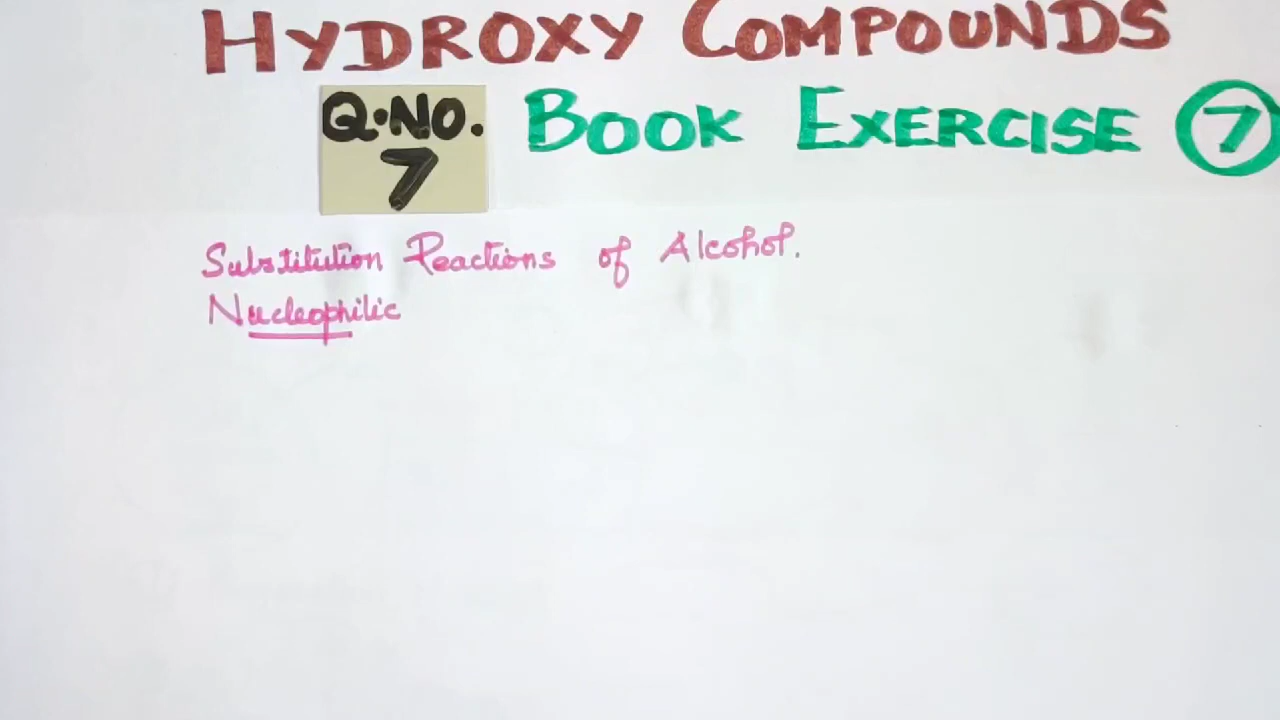 HYDROXY COMPOUNDS
Q.NO. 7
BOOK EXERCISE 7
Substitution Reactions of Alcohol.
Nucleophilic